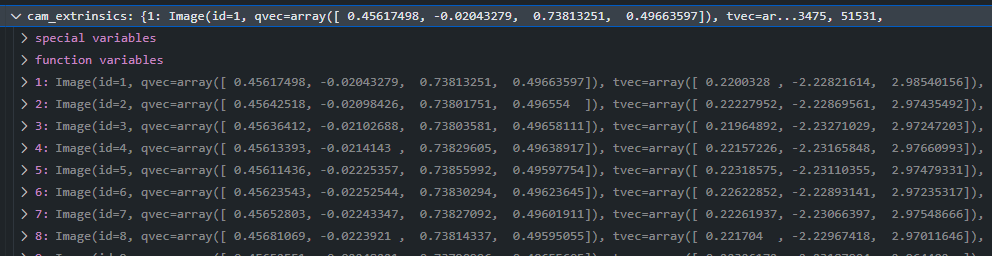 cam_extrinsics: {1: Image(id=1, qvec=array([ 0.45617498, -0.02043279,  0.73813251,  0.49663597]), tvec=ar...3475, 51531,
special variables
function variables
1: Image(id=1, qvec=array([ 0.45617498, -0.02043279,  0.73813251,  0.49663597]), tvec=array([ 0.2200328 , -2.22821614,  2.98540156]),
2: Image(id=2, qvec=array([ 0.45642518, -0.02098426,  0.73801751,  0.496554  ]), tvec=array([ 0.22227952, -2.22869561,  2.97435492]),
3: Image(id=3, qvec=array([ 0.45636412, -0.02102688,  0.73803581,  0.49658111]), tvec=array([ 0.21964892, -2.23271029,  2.97247203]),
4: Image(id=4, qvec=array([ 0.45613393, -0.0214143 ,  0.73829605,  0.49638917]), tvec=array([ 0.22157226, -2.23165848,  2.97660993]),
5: Image(id=5, qvec=array([ 0.45611436, -0.02225357,  0.73855992,  0.49597754]), tvec=array([ 0.22318575, -2.23110355,  2.97479331]),
6: Image(id=6, qvec=array([ 0.45623543, -0.02252544,  0.73830294,  0.49623645]), tvec=array([ 0.22622852, -2.22893141,  2.97235317]),
7: Image(id=7, qvec=array([ 0.45652803, -0.02243347,  0.73827092,  0.49601911]), tvec=array([ 0.22261937, -2.23066397,  2.97548666]),
8: Image(id=8, qvec=array([ 0.45681069, -0.0223921 ,  0.73814337,  0.49595055]), tvec=array([ 0.221704  , -2.22967418,  2.97011646]),